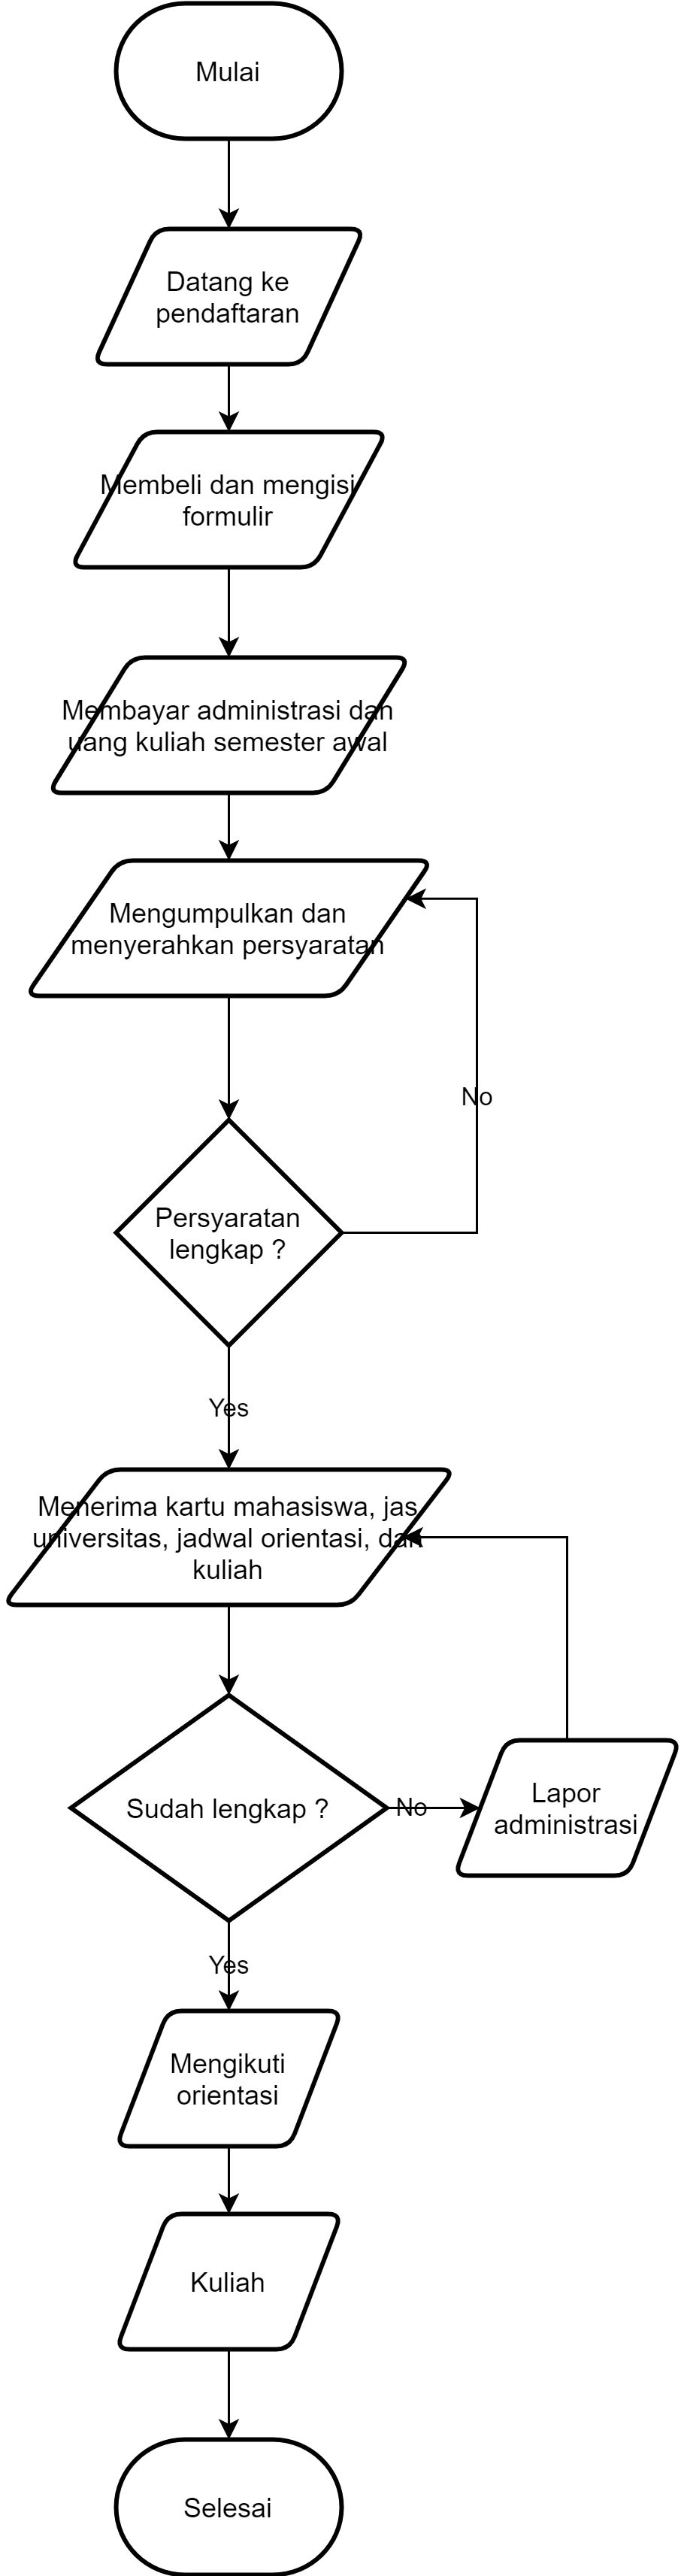 Mulai
Datang ke
pendaftaran
Membeli dan mengisi
formulir
Membayar administrasi dan
uang kuliah semester awal
Mengumpulkan dan
menyerahkan persyaratan
No
Persyaratan
lengkap ?
Yes
Menerima kartu mahasiswa, jas
universitas, jadwal orientasi, dan
kuliah
Sudah lengkap ?
No
Lapor
administrasi
Yes
Mengikuti
orientasi
Kuliah
Selesai